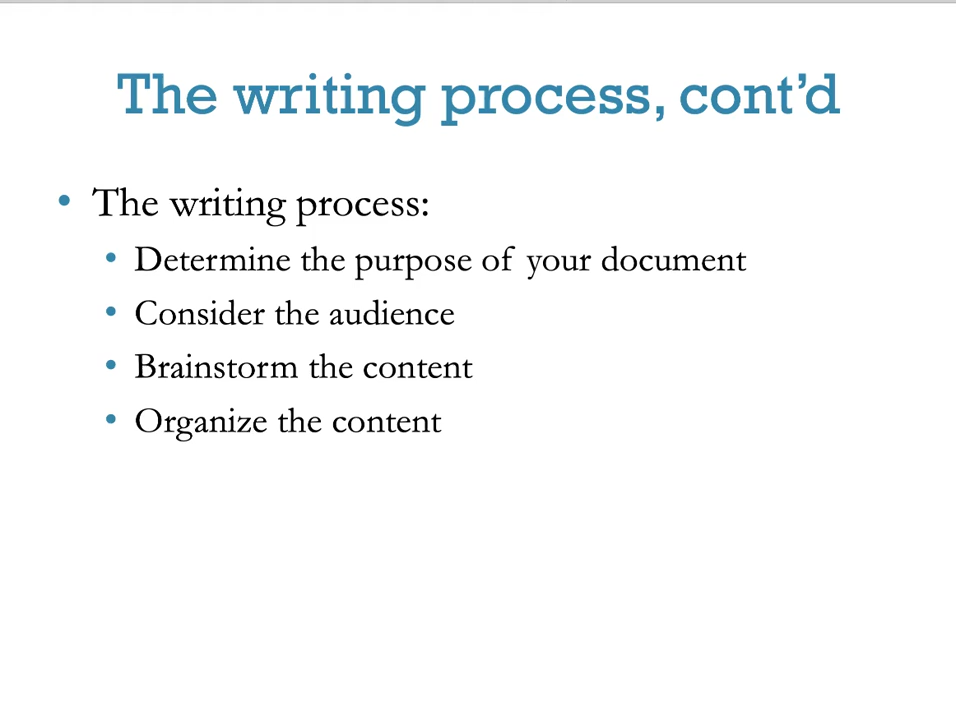 The writing process, cont’d
• The writing process:
• Determine the purpose of your document
• Consider the audience
• Brainstorm the content
• Organize the content